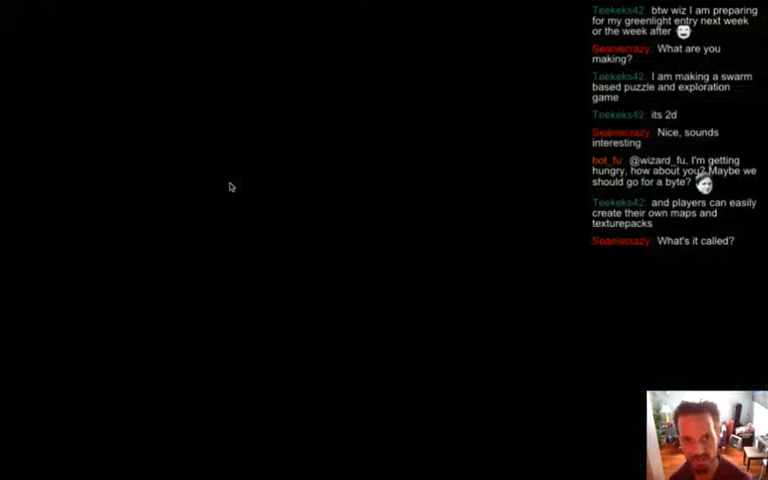 Teekeks42: btw wiz I am preparing
for my greenlight entry next week
or the week after
Seaniscrazy: What are you
making?
Teekeks42: I am making a swarm
based puzzle and exploration
game
Teekeks42: its 2d
Seaniscrazy: Nice, sounds
interesting
bot_fu: @wizard_fu, I'm getting
hungry, how about you? Maybe we
should go for a byte?
Teekeks42: and players can easily
create their own maps and
texturepacks
Seaniscrazy: What's it called?